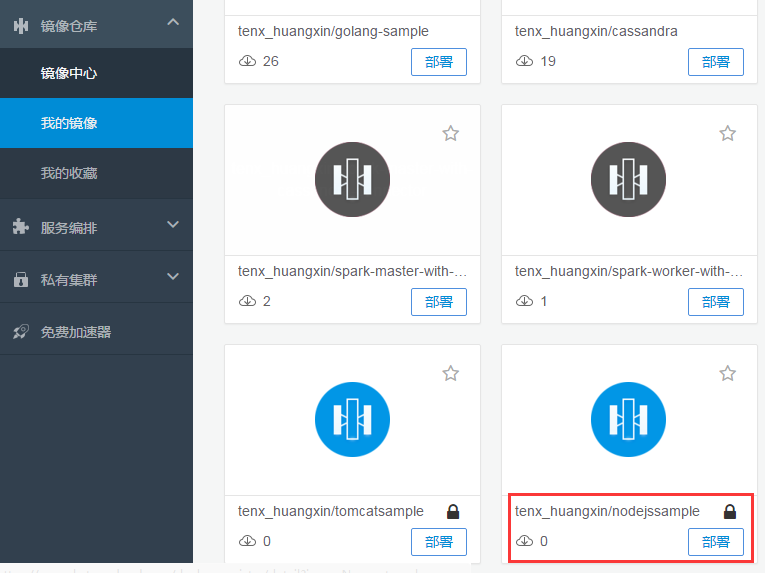 镜像仓库
镜像中心
我的镜像
我的收藏
服务编排
私有集群
免费加速器
tenx_huangxin/golang-sample
26
部署
tenx_huangxin/cassandra
19
部署
tenx_huangxin/spark-master-with-...
2
部署
tenx_huangxin/spark-worker-with-...
1
部署
tenx_huangxin/tomcatsample
0
部署
tenx_huangxin/nodejssample
0
部署